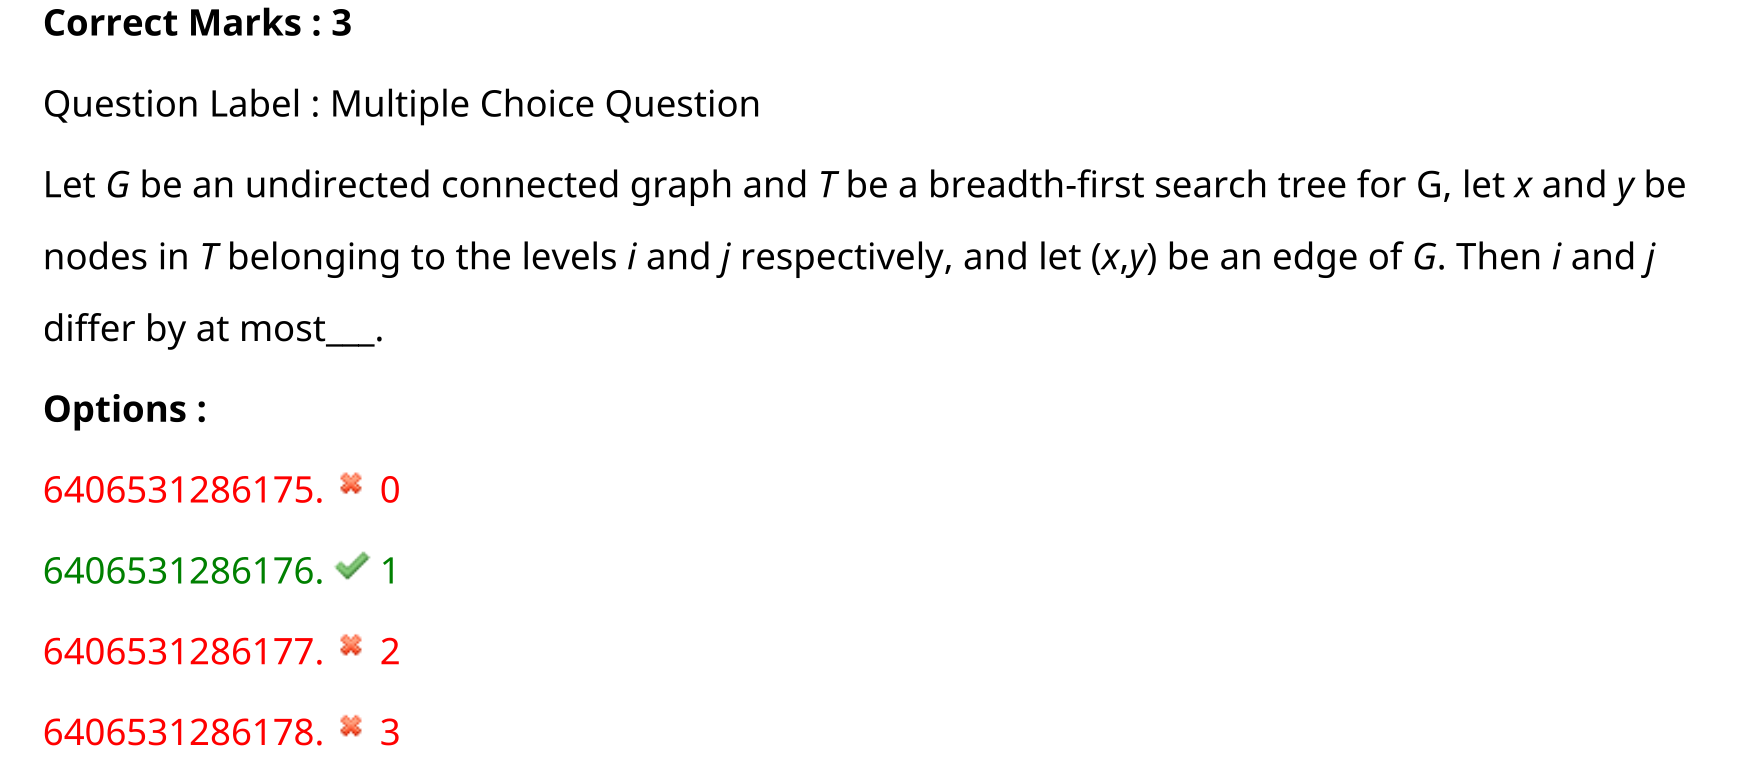 Correct Marks : 3
Question Label : Multiple Choice Question
Let G be an undirected connected graph and T be a breadth-first search tree for G, let x and y be
nodes in T belonging to the levels i and j respectively, and let (x,y) be an edge of G. Then i and j
differ by at most___.
Options :
6406531286175. ✖ 0
6406531286176. ✔ 1
6406531286177. ✖ 2
6406531286178. ✖ 3